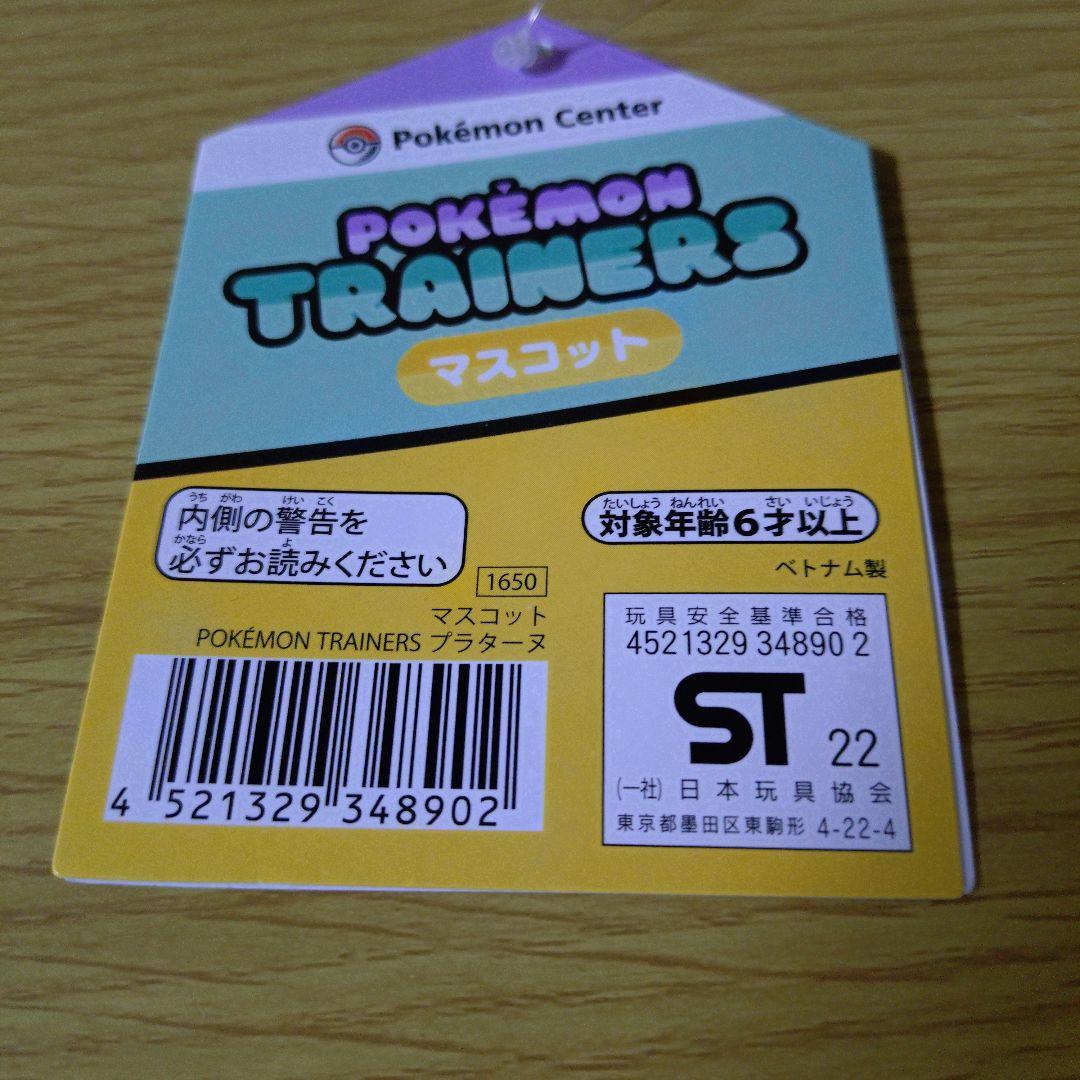 Pokémon Center
POKÉMON
TRAINERS
マスコット
うち がわ けい こく
内側の警告を
かなら よ
必ずお読みください
たいしょう ねんれい さい いじょう
対象年齢6才以上
ベトナム製
1650
マスコット
POKÉMON TRAINERS プラターヌ
4 521329 348902
玩具安全基準合格
4521329 34890 2
ST 22
(一社) 日本玩具協会
東京都墨田区東駒形 4-22-4